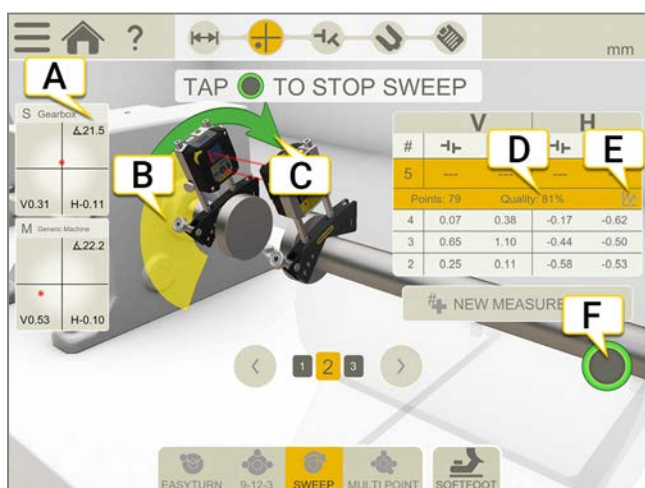 ?
mm
TAP TO STOP SWEEP
A
S Gearbox
∡21.5
V0.31 H-0.11
M Generic Machine
∡22.2
V0.53 H-0.10
B
C
V H
D
E
#
5 --- --- ---
Points: 79 Quality: 81%
4 0.07 0.38 -0.17 -0.62
3 0.65 1.10 -0.44 -0.50
2 0.25 0.11 -0.58 -0.53
NEW MEASURE
F
1 2 3
EASYTURN 9-12-3 SWEEP MULTI POINT SOFTFOOT